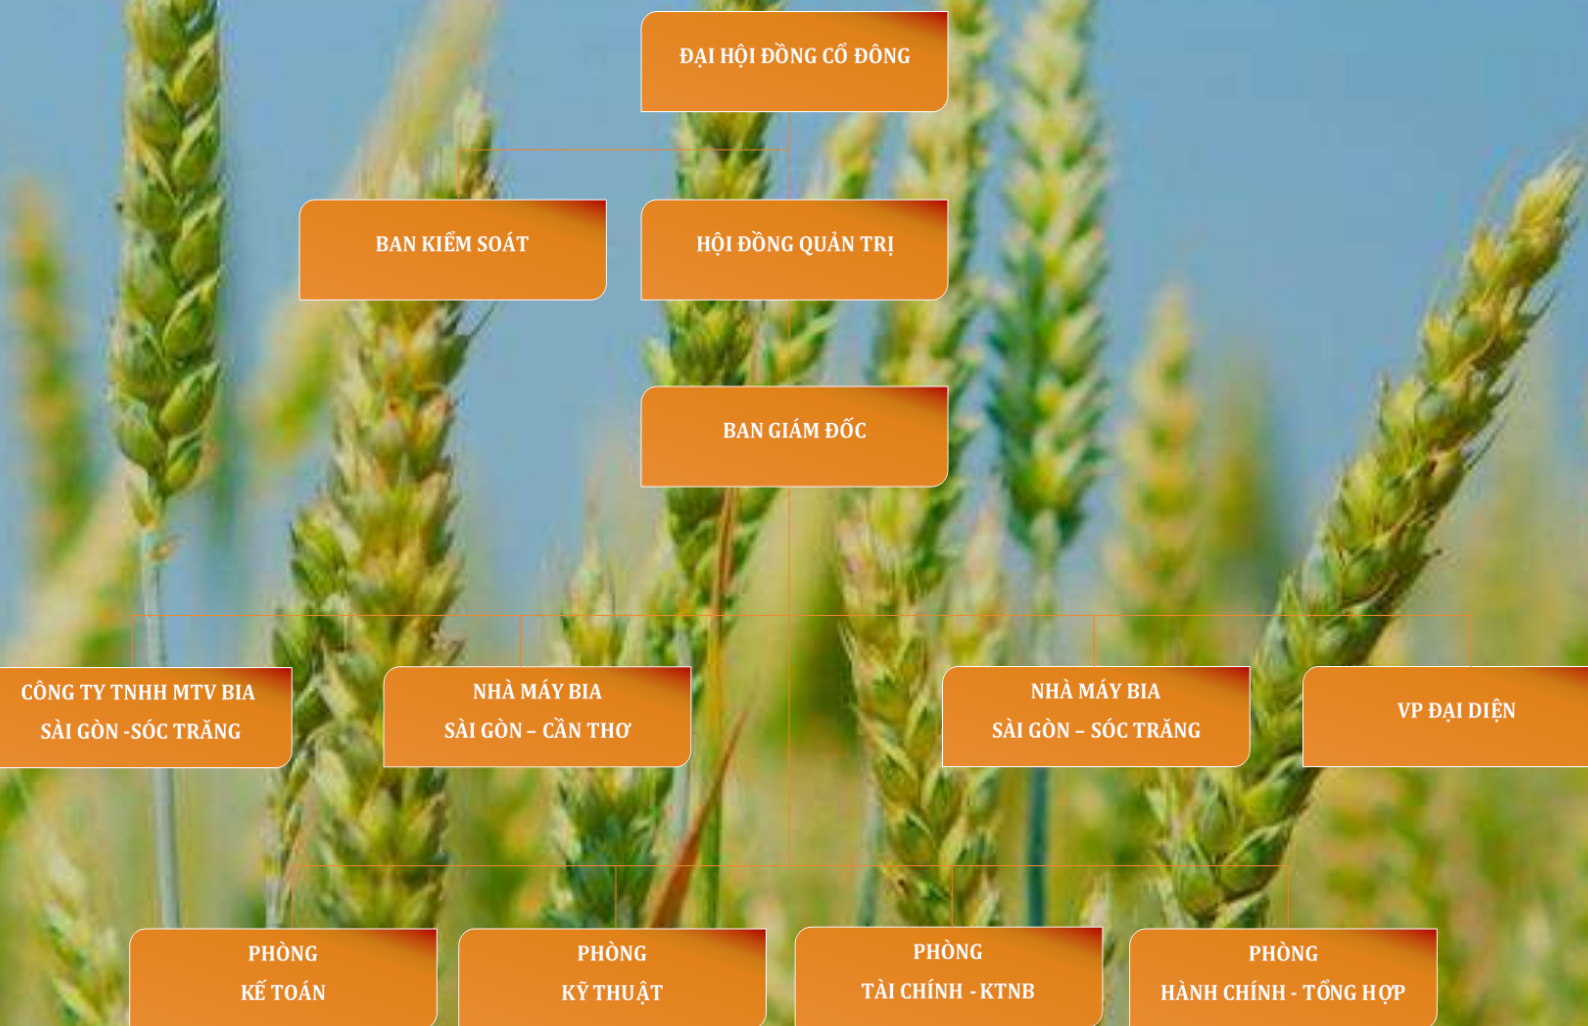 ĐẠI HỘI ĐỒNG CỔ ĐÔNG
BAN KIỂM SOÁT
HỘI ĐỒNG QUẢN TRỊ
BAN GIÁM ĐỐC
CÔNG TY TNHH MTV BIA
SÀI GÒN -SÓC TRĂNG
NHÀ MÁY BIA
SÀI GÒN – CẦN THƠ
NHÀ MÁY BIA
SÀI GÒN – SÓC TRĂNG
VP ĐẠI DIỆN
PHÒNG
KẾ TOÁN
PHÒNG
KỸ THUẬT
PHÒNG
TÀI CHÍNH - KTNB
PHÒNG
HÀNH CHÍNH - TỔNG HỢP